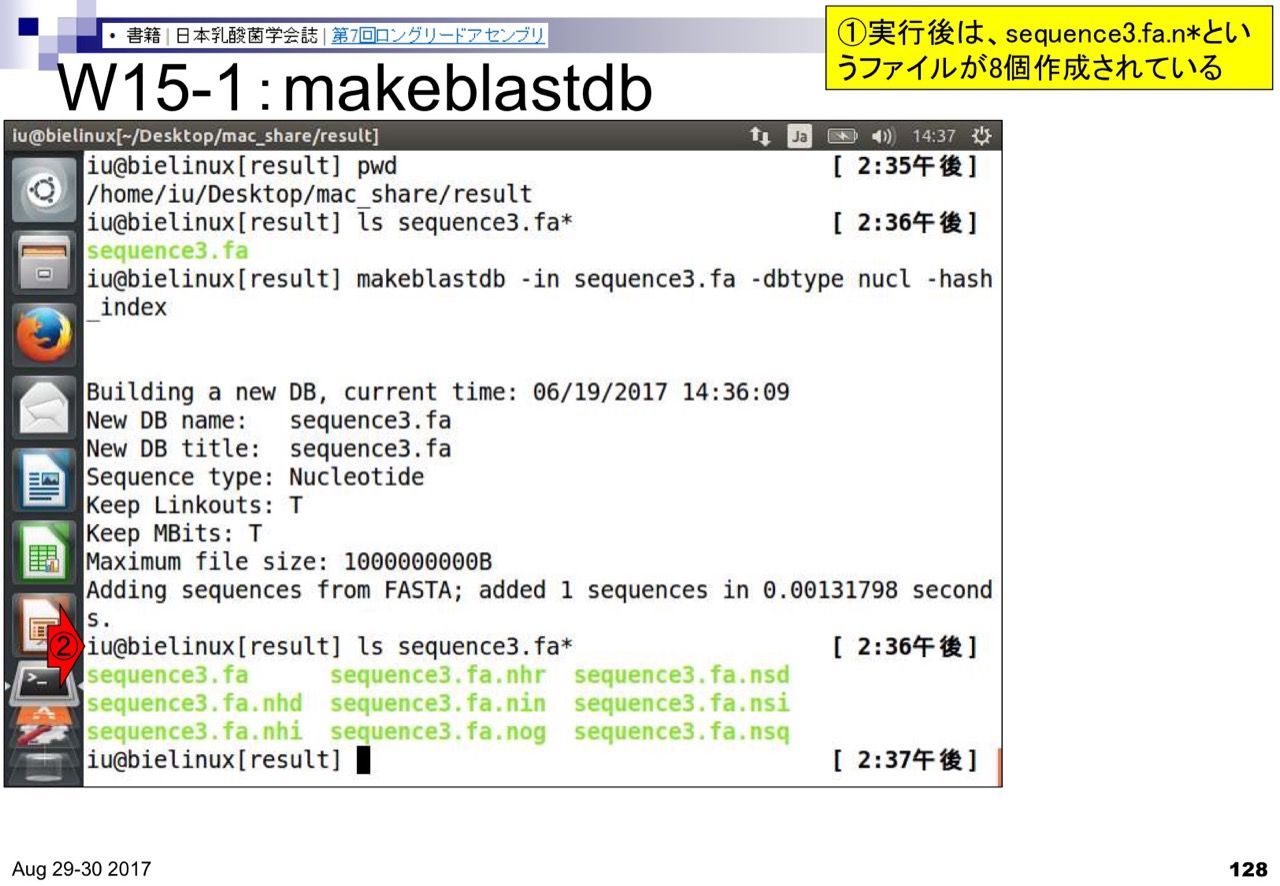 • 書籍 | 日本乳酸菌学会誌 | 第7回ロングリードアセンブリ
①実行後は、sequence3.fa.n*とい
うファイルが8個作成されている
W15-1：makeblastdb
iu@bielinux[~/Desktop/mac_share/result] Ja 14:37
iu@bielinux[result] pwd [ 2:35午後]
/home/iu/Desktop/mac_share/result
iu@bielinux[result] ls sequence3.fa* [ 2:36午後]
sequence3.fa
iu@bielinux[result] makeblastdb -in sequence3.fa -dbtype nucl -hash
_index
Building a new DB, current time: 06/19/2017 14:36:09
New DB name: sequence3.fa
New DB title: sequence3.fa
Sequence type: Nucleotide
Keep Linkouts: T
Keep MBits: T
Maximum file size: 1000000000B
Adding sequences from FASTA; added 1 sequences in 0.00131798 second
s.
② iu@bielinux[result] ls sequence3.fa* [ 2:36午後]
sequence3.fa sequence3.fa.nhr sequence3.fa.nsd
sequence3.fa.nhd sequence3.fa.nin sequence3.fa.nsi
sequence3.fa.nhi sequence3.fa.nog sequence3.fa.nsq
iu@bielinux[result] [ 2:37午後]
Aug 29-30 2017
128